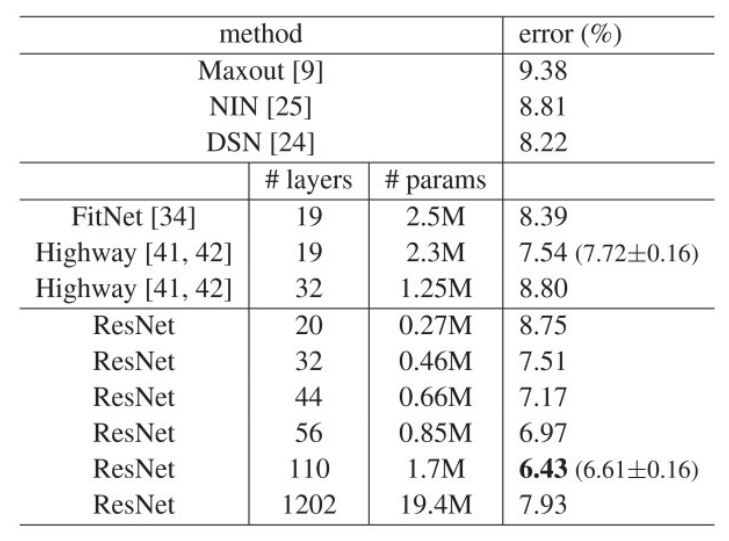 method error (%)
Maxout [9] 9.38
NIN [25] 8.81
DSN [24] 8.22
# layers # params
FitNet [34] 19 2.5M 8.39
Highway [41, 42] 19 2.3M 7.54 (7.72±0.16)
Highway [41, 42] 32 1.25M 8.80
ResNet 20 0.27M 8.75
ResNet 32 0.46M 7.51
ResNet 44 0.66M 7.17
ResNet 56 0.85M 6.97
ResNet 110 1.7M 6.43 (6.61±0.16)
ResNet 1202 19.4M 7.93